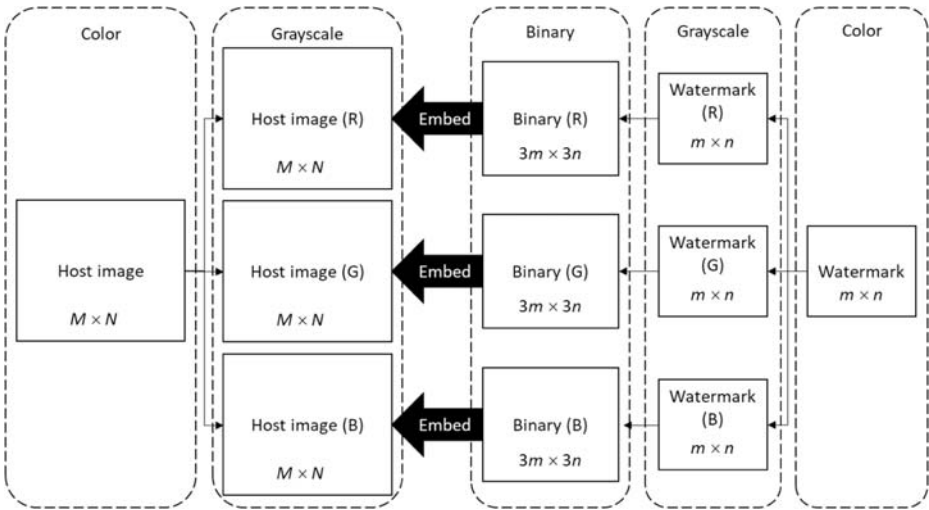 Color
Grayscale
Binary
Grayscale
Color
Host image (R)
M × N
Embed
Binary (R)
3m × 3n
Watermark
(R)
m × n
Host image
M × N
Host image (G)
M × N
Embed
Binary (G)
3m × 3n
Watermark
(G)
m × n
Watermark
m × n
Host image (B)
M × N
Embed
Binary (B)
3m × 3n
Watermark
(B)
m × n